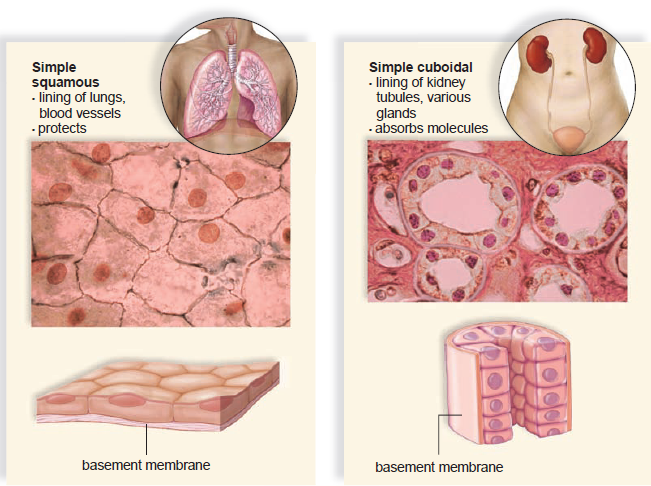 Simple
squamous
· lining of lungs,
blood vessels
· protects
basement membrane
Simple cuboidal
· lining of kidney
tubules, various
glands
· absorbs molecules
basement membrane